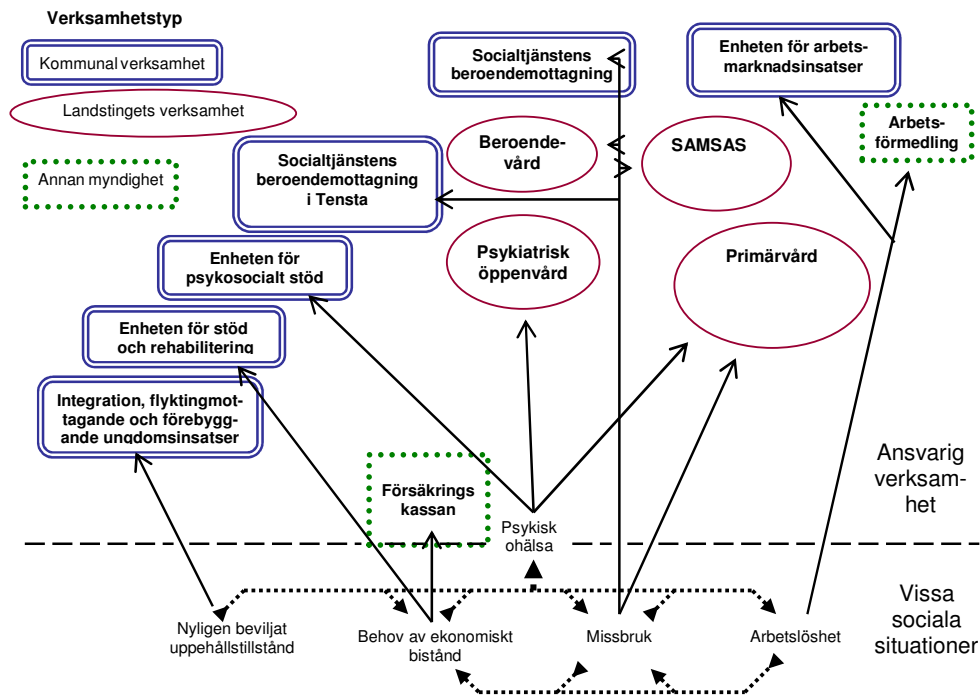 Verksamhetstyp
Kommunal verksamhet
Landstingets verksamhet
Annan myndighet
Socialtjänstens
beroendemottagning
Enheten för arbets-
marknadsinsatser
Arbets-
förmedling
Beroende-
vård
SAMSAS
Socialtjänstens
beroendemottagning
i Tensta
Psykiatrisk
öppenvård
Primärvård
Enheten för
psykosocialt stöd
Enheten för stöd
och rehabilitering
Integration, flyktingmot-
tagande och förebygg-
ande ungdomsinsatser
Försäkrings
kassan
Psykisk
ohälsa
Ansvarig
verksam-
het
Nyligen beviljat
uppehållstillstånd
Behov av ekonomiskt
bistånd
Missbruk
Arbetslöshet
Vissa
sociala
situationer